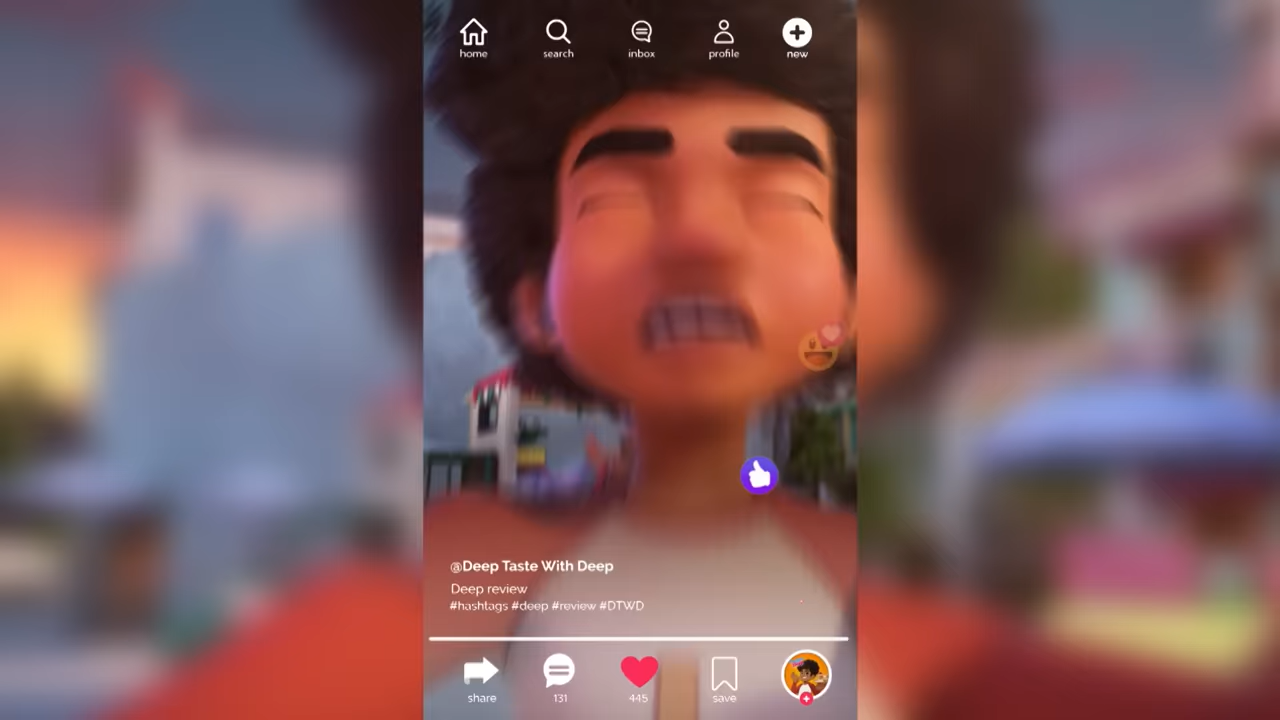 home
search
inbox
profile
new
@Deep Taste With Deep
Deep review
#hashtags #deep #review #DTWD
share
131
445
save